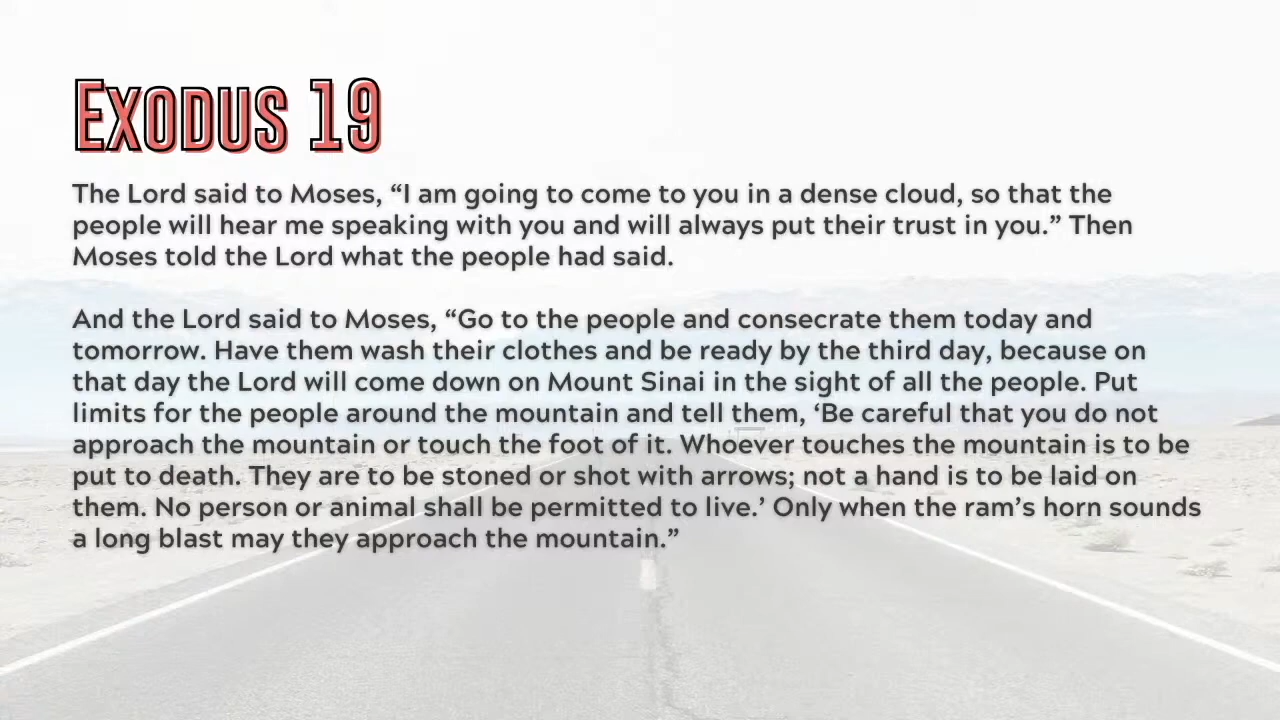 Exodus 19
The Lord said to Moses, “I am going to come to you in a dense cloud, so that the
people will hear me speaking with you and will always put their trust in you.” Then
Moses told the Lord what the people had said.
And the Lord said to Moses, “Go to the people and consecrate them today and
tomorrow. Have them wash their clothes and be ready by the third day, because on
that day the Lord will come down on Mount Sinai in the sight of all the people. Put
limits for the people around the mountain and tell them, ‘Be careful that you do not
approach the mountain or touch the foot of it. Whoever touches the mountain is to be
put to death. They are to be stoned or shot with arrows; not a hand is to be laid on
them. No person or animal shall be permitted to live.’ Only when the ram’s horn sounds
a long blast may they approach the mountain.”